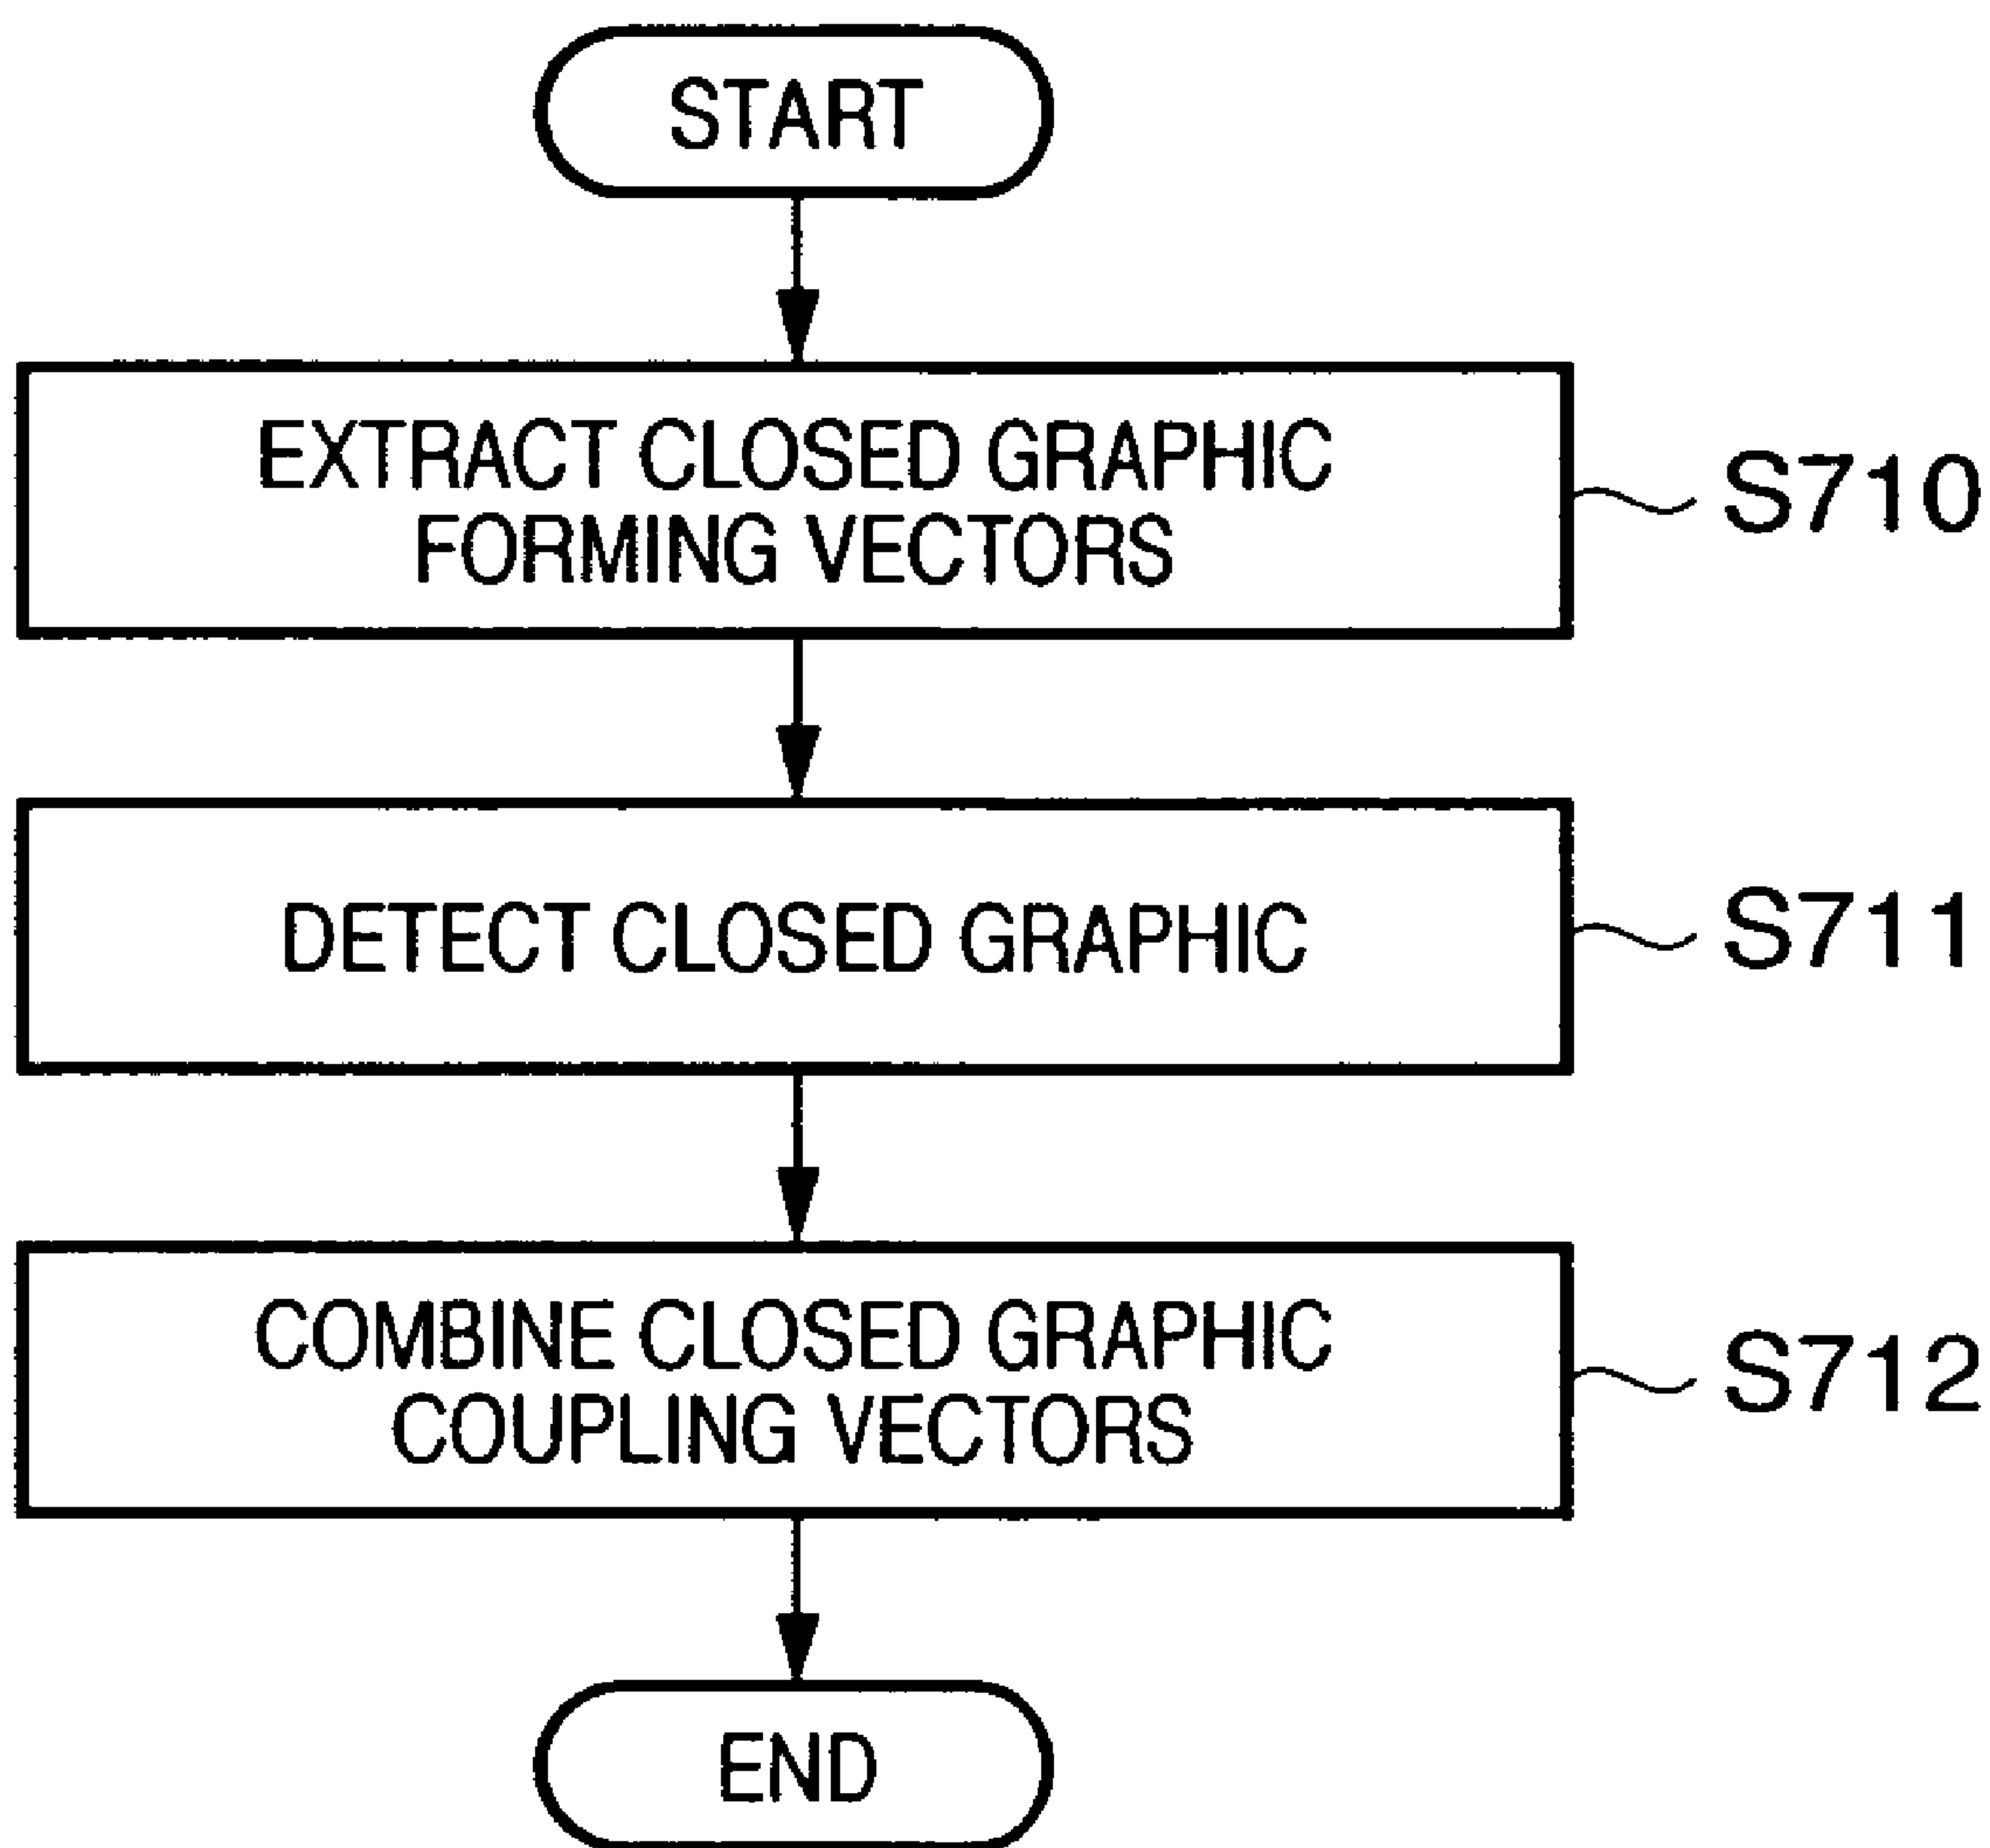 START
EXTRACT CLOSED GRAPHIC
FORMING VECTORS
S710
DETECT CLOSED GRAPHIC
S711
COMBINE CLOSED GRAPHIC
COUPLING VECTORS
S712
END